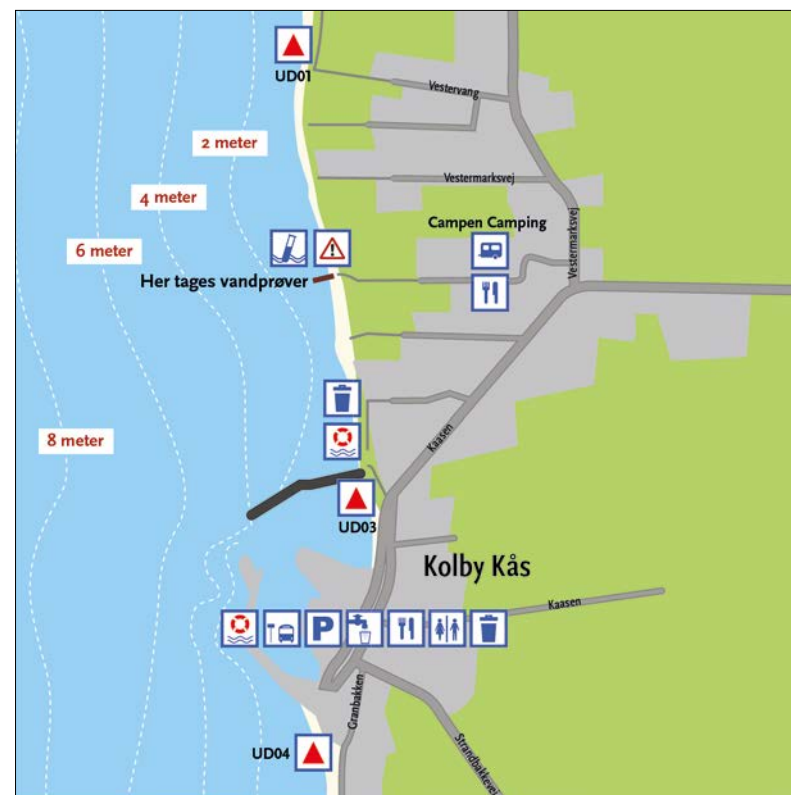 UD01
Vestervang
2 meter
4 meter
Vestermarksvej
Campen Camping
Vestermarksvej
6 meter
Her tages vandprøver
8 meter
Kaasen
UD03
Kolby Kås
Kaasen
P
Granbakken
Strandbakkevej
UD04